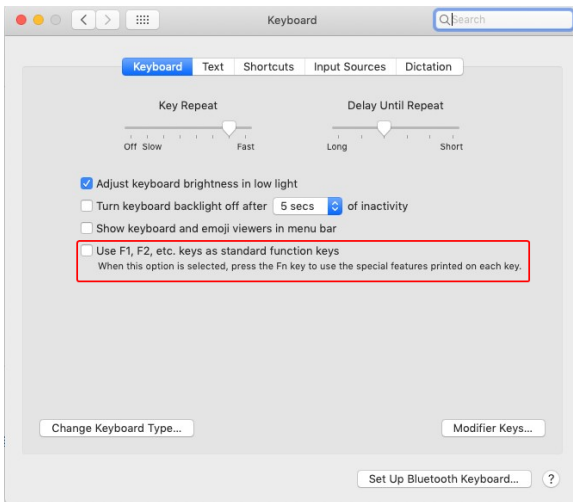 Keyboard
Search
Keyboard Text Shortcuts Input Sources Dictation
Key Repeat Delay Until Repeat
Off Slow Fast Long Short
Adjust keyboard brightness in low light
Turn keyboard backlight off after 5 secs of inactivity
Show keyboard and emoji viewers in menu bar
Use F1, F2, etc. keys as standard function keys
When this option is selected, press the Fn key to use the special features printed on each key.
Change Keyboard Type... Modifier Keys...
Set Up Bluetooth Keyboard... ?